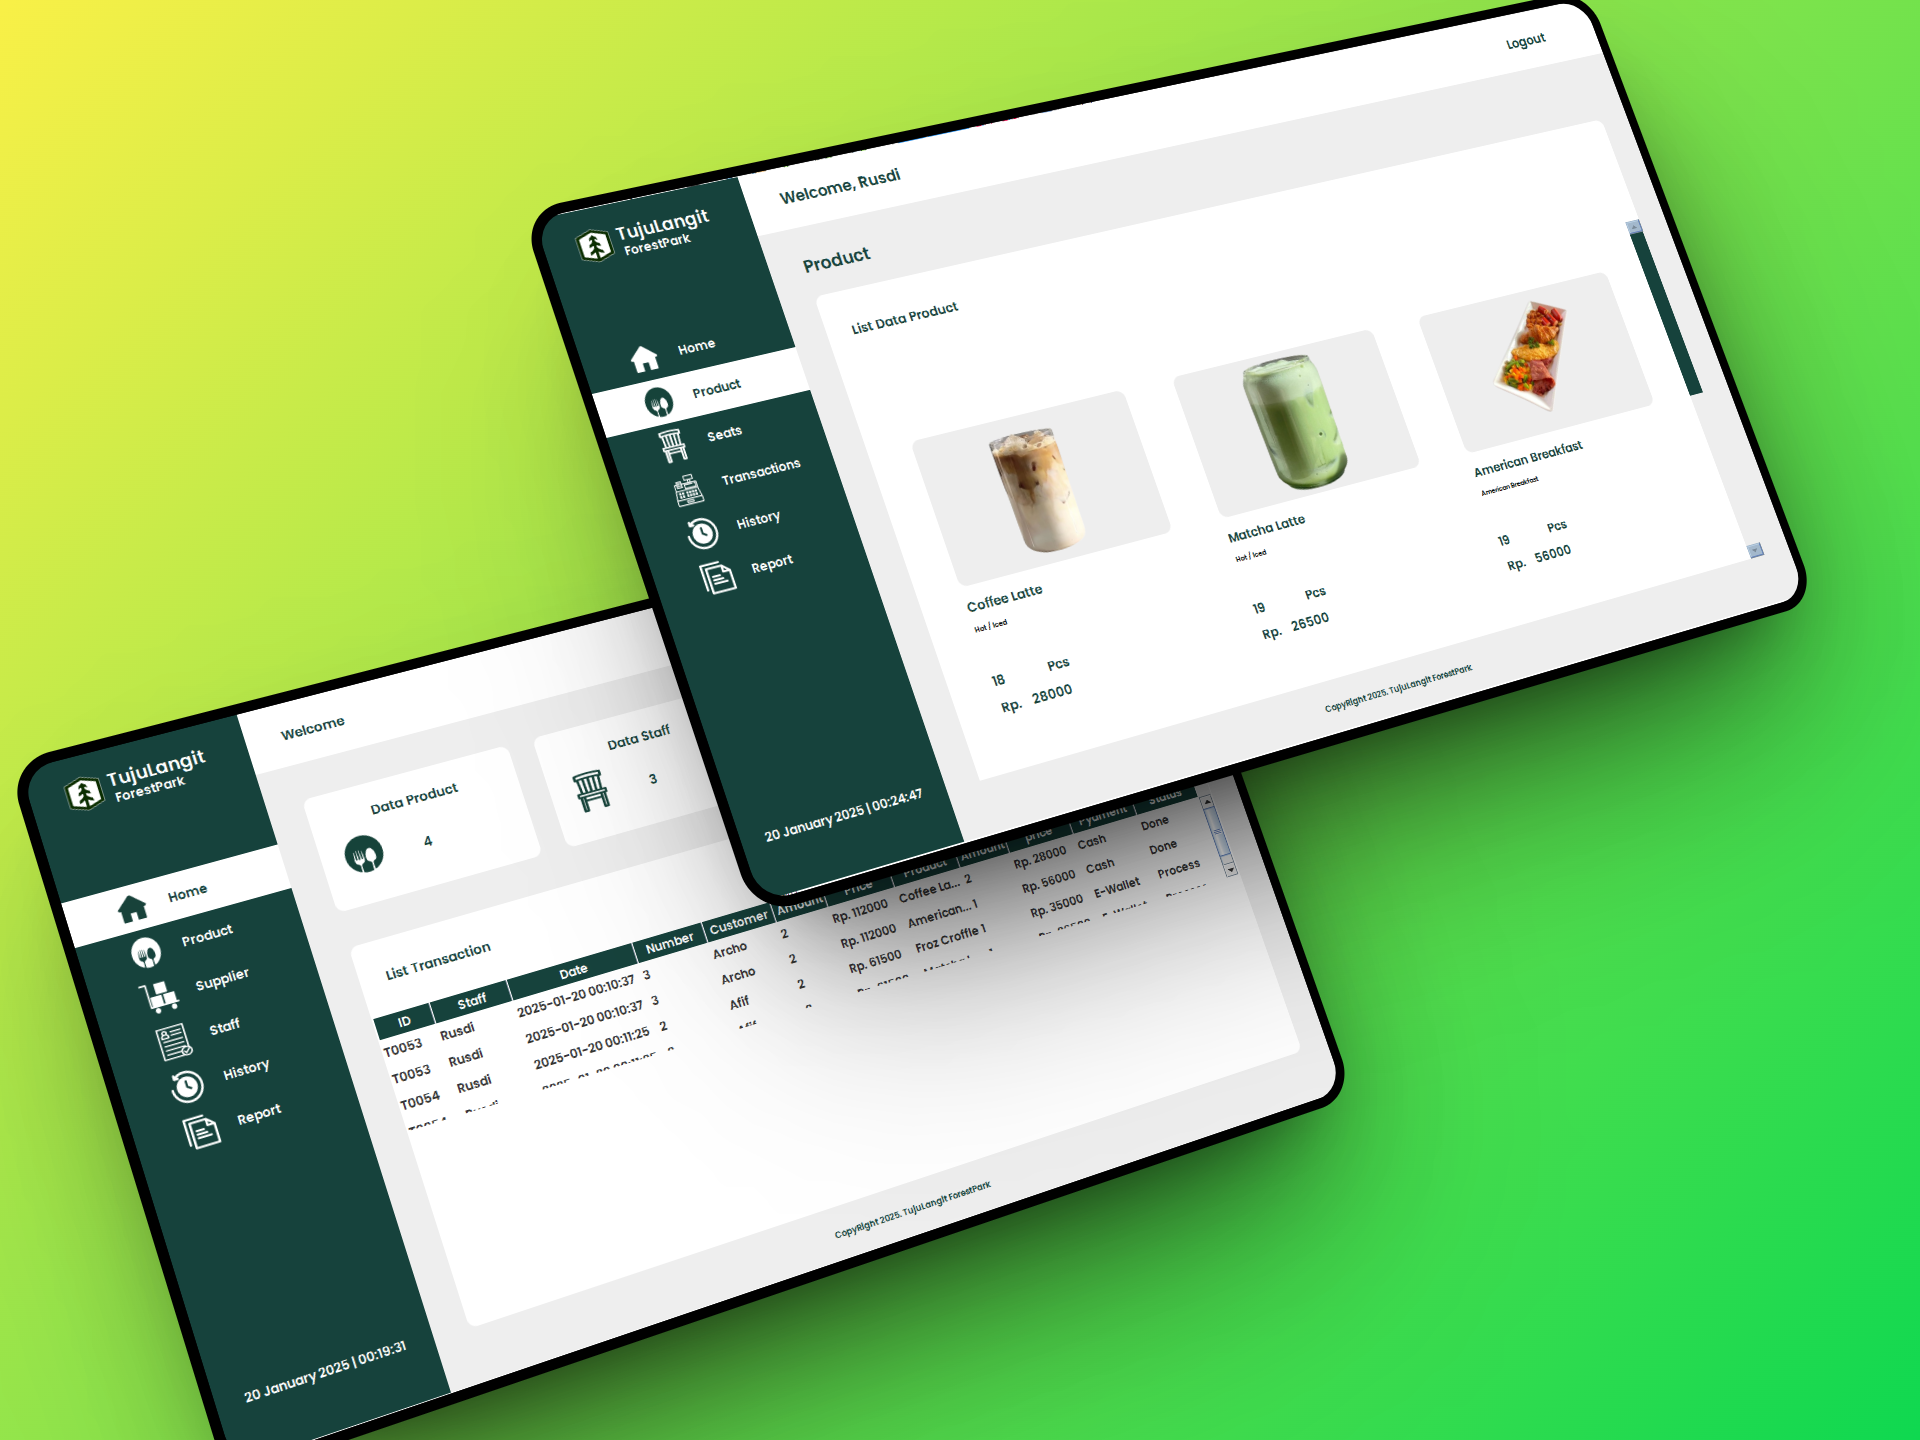 Logout
Welcome, Rusdi
TujuLangit
ForestPark
Product
List Data Product
Home
Product
Seats
Transactions
History
Report
Coffee Latte
Hot / Iced
18 Pcs
Rp. 28000
Matcha Latte
Hot / Iced
19 Pcs
Rp. 26500
American Breakfast
American Breakfast
19 Pcs
Rp. 56000
20 January 2025 | 00:24:47
CopyRight 2025. TujuLangit ForestPark
Welcome
TujuLangit
ForestPark
Data Product
4
Data Staff
3
Home
Product
Supplier
Staff
History
Report
List Transaction
ID Staff Date Number Customer Amount Price Product Amount price Pyament Status
T0053 Rusdi 2025-01-20 00:10:37 3 Archo 2 Rp. 112000 Coffee La... 2 Rp. 28000 Cash Done
T0053 Rusdi 2025-01-20 00:10:37 3 Archo 2 Rp. 112000 American... 1 Rp. 56000 Cash Done
T0054 Rusdi 2025-01-20 00:11:25 2 Afif 2 Rp. 61500 Froz Croffle 1 Rp. 35000 E-Wallet Process
20 January 2025 | 00:19:31
CopyRight 2025. TujuLangit ForestPark